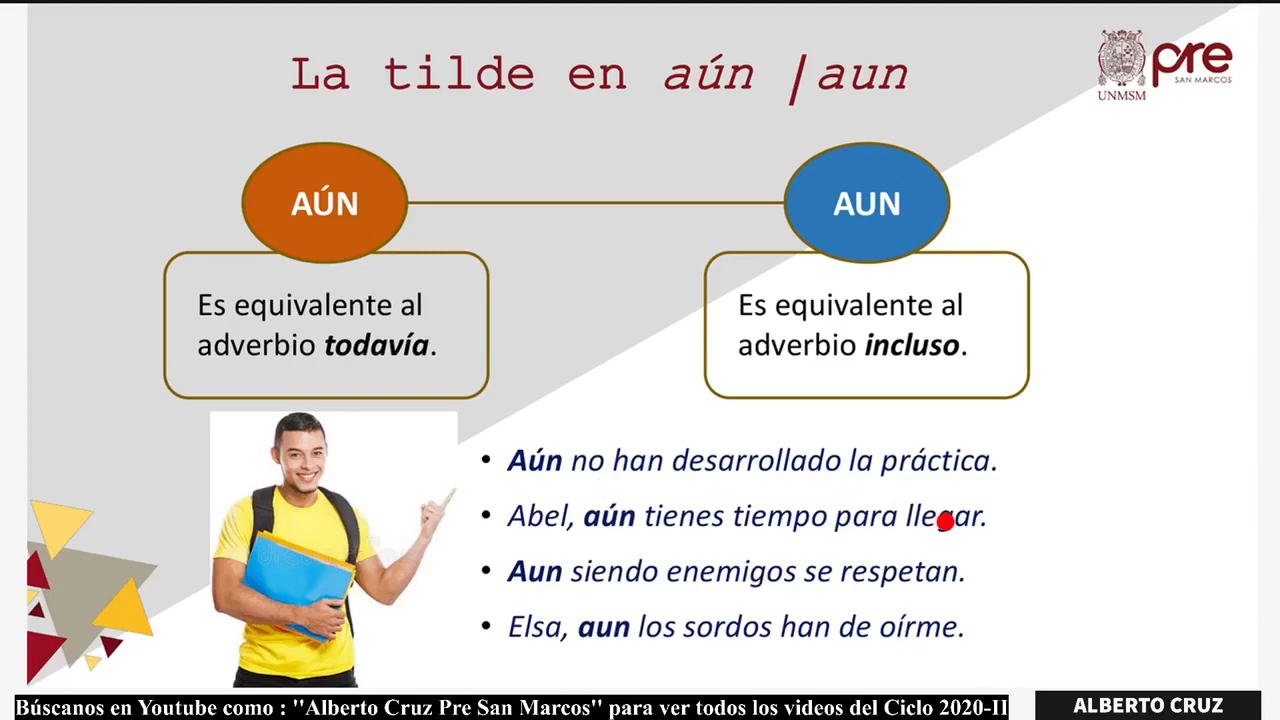 La tilde en aún /aun
UNMSM
pre
SAN MARCOS
AÚN
AUN
Es equivalente al
adverbio todavía.
Es equivalente al
adverbio incluso.
• Aún no han desarrollado la práctica.
• Abel, aún tienes tiempo para llegar.
• Aun siendo enemigos se respetan.
• Elsa, aun los sordos han de oírme.
Búscanos en Youtube como : "Alberto Cruz Pre San Marcos" para ver todos los videos del Ciclo 2020-II
ALBERTO CRUZ